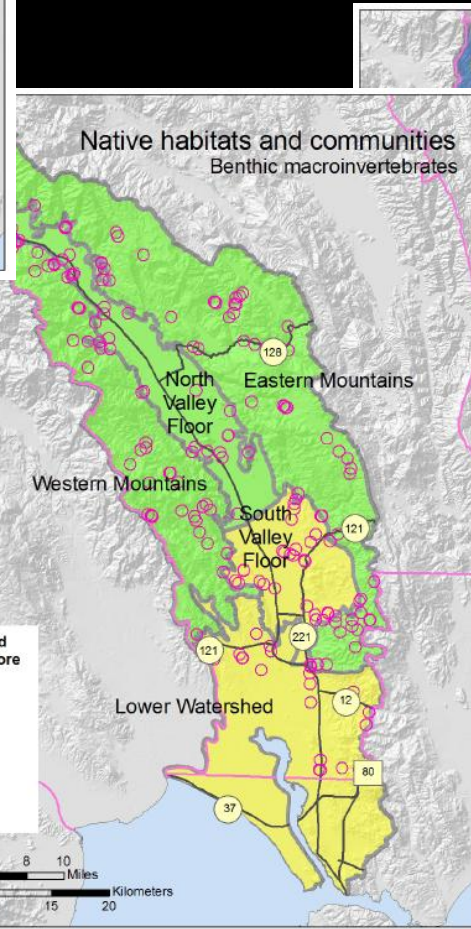 Native habitats and communities
Benthic macroinvertebrates
128
North
Valley
Floor
Eastern Mountains
Western Mountains
South
Valley
Floor
121
221
121
Lower Watershed
12
80
37
8 10
Miles
Kilometers
15 20